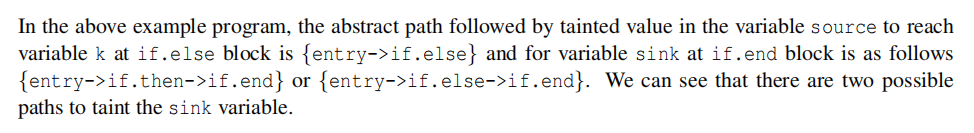 In the above example program, the abstract path followed by tainted value in the variable source to reach
variable k at if.else block is {entry->if.else} and for variable sink at if.end block is as follows
{entry->if.then->if.end} or {entry->if.else->if.end}. We can see that there are two possible
paths to taint the sink variable.